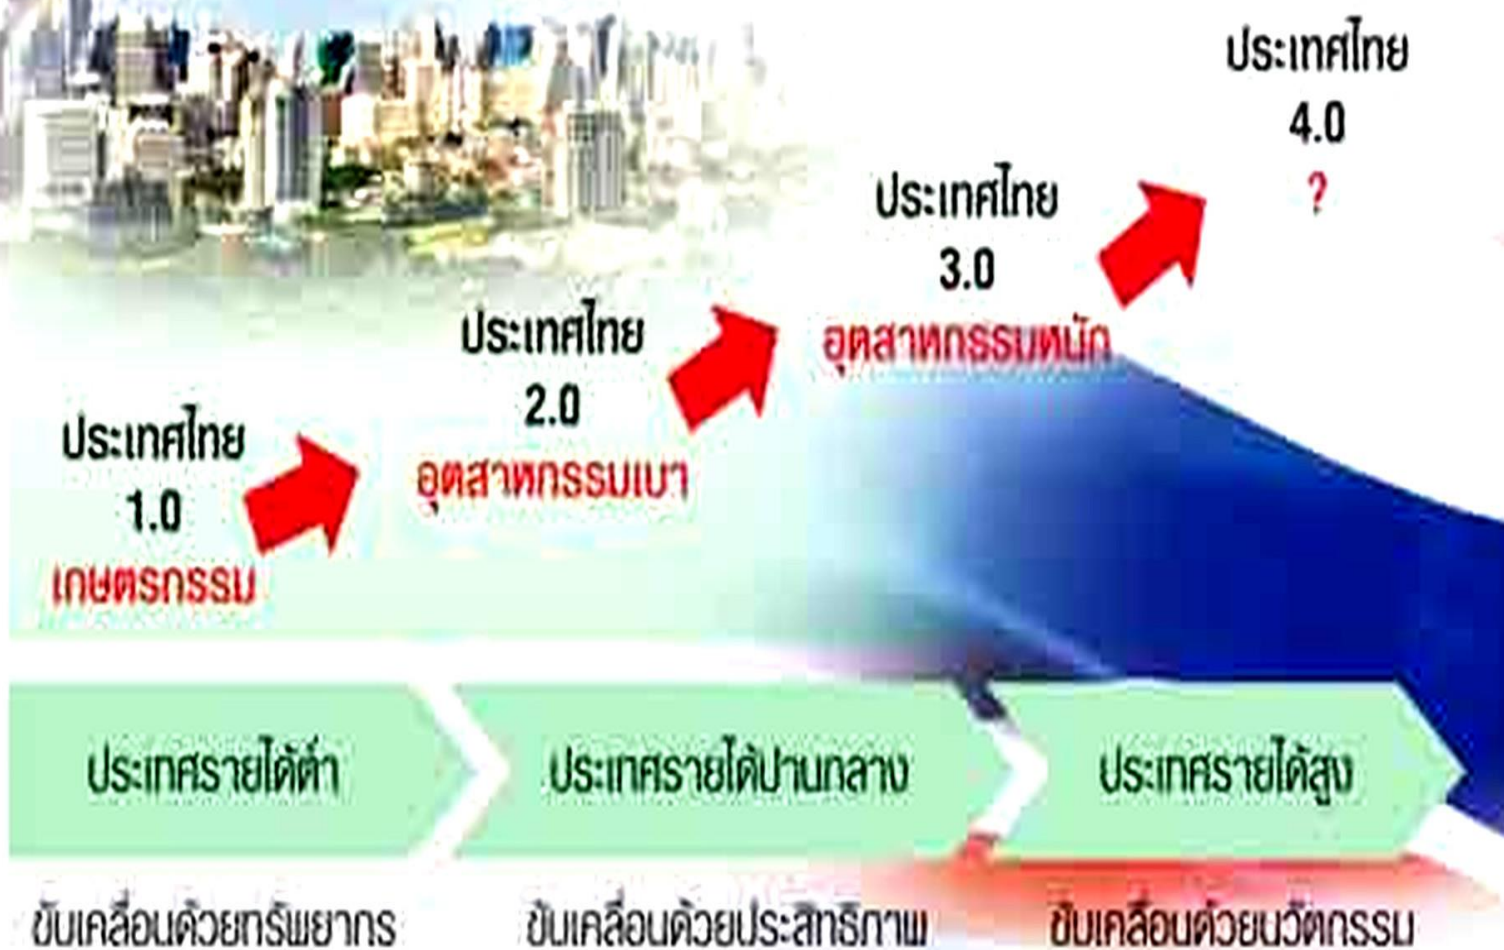 ประเทศไทย
1.0
เกษตรกรรม
ประเทศไทย
2.0
อุตสาหกรรมเบา
ประเทศไทย
3.0
อุตสาหกรรมหนัก
ประเทศไทย
4.0
?
ประเทศรายได้ต่ำ
ประเทศรายได้ปานกลาง
ประเทศรายได้สูง
ขับเคลื่อนด้วยทรัพยากร
ขับเคลื่อนด้วยประสิทธิภาพ
ขับเคลื่อนด้วยนวัตกรรม